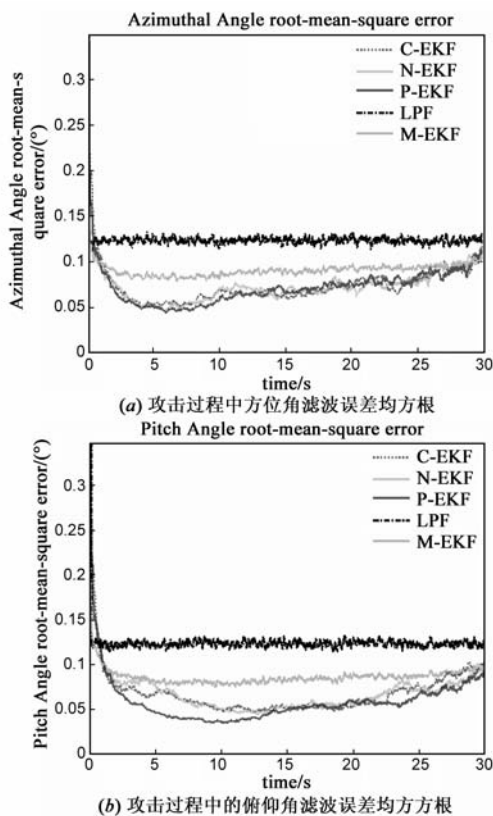 Azimuthal Angle root-mean-square error
C-EKF
N-EKF
P-EKF
LPF
M-EKF
Azimuthal Angle root-mean-s
quare error/(°)
0.3
0.25
0.2
0.15
0.1
0.05
0
0
5
10
15
20
25
30
time/s
(a) 攻击过程中方位角滤波误差均方根
Pitch Angle root-mean-square error
C-EKF
N-EKF
P-EKF
LPF
M-EKF
Pitch Angle root-mean-square error/(°)
0.3
0.25
0.2
0.15
0.1
0.05
0
0
5
10
15
20
25
30
time/s
(b) 攻击过程中的俯仰角滤波误差均方方根